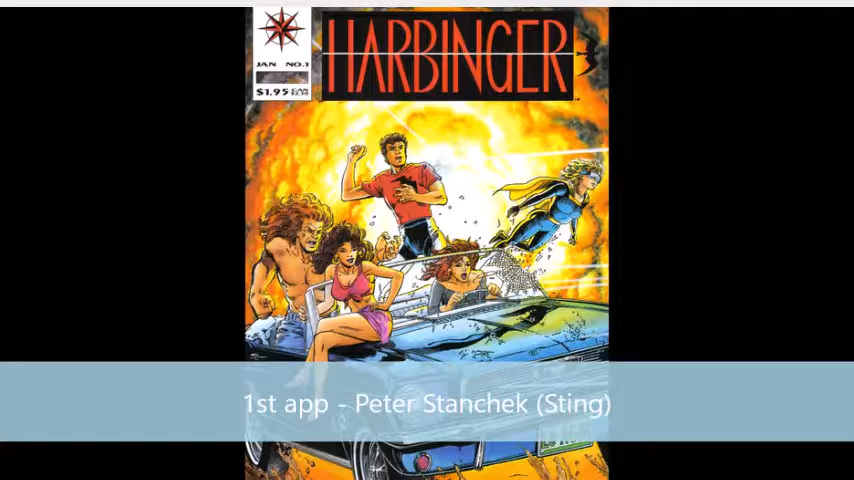 HARBINGER
JAN NO.1
$1.95
1st app - Peter Stanchek (Sting)